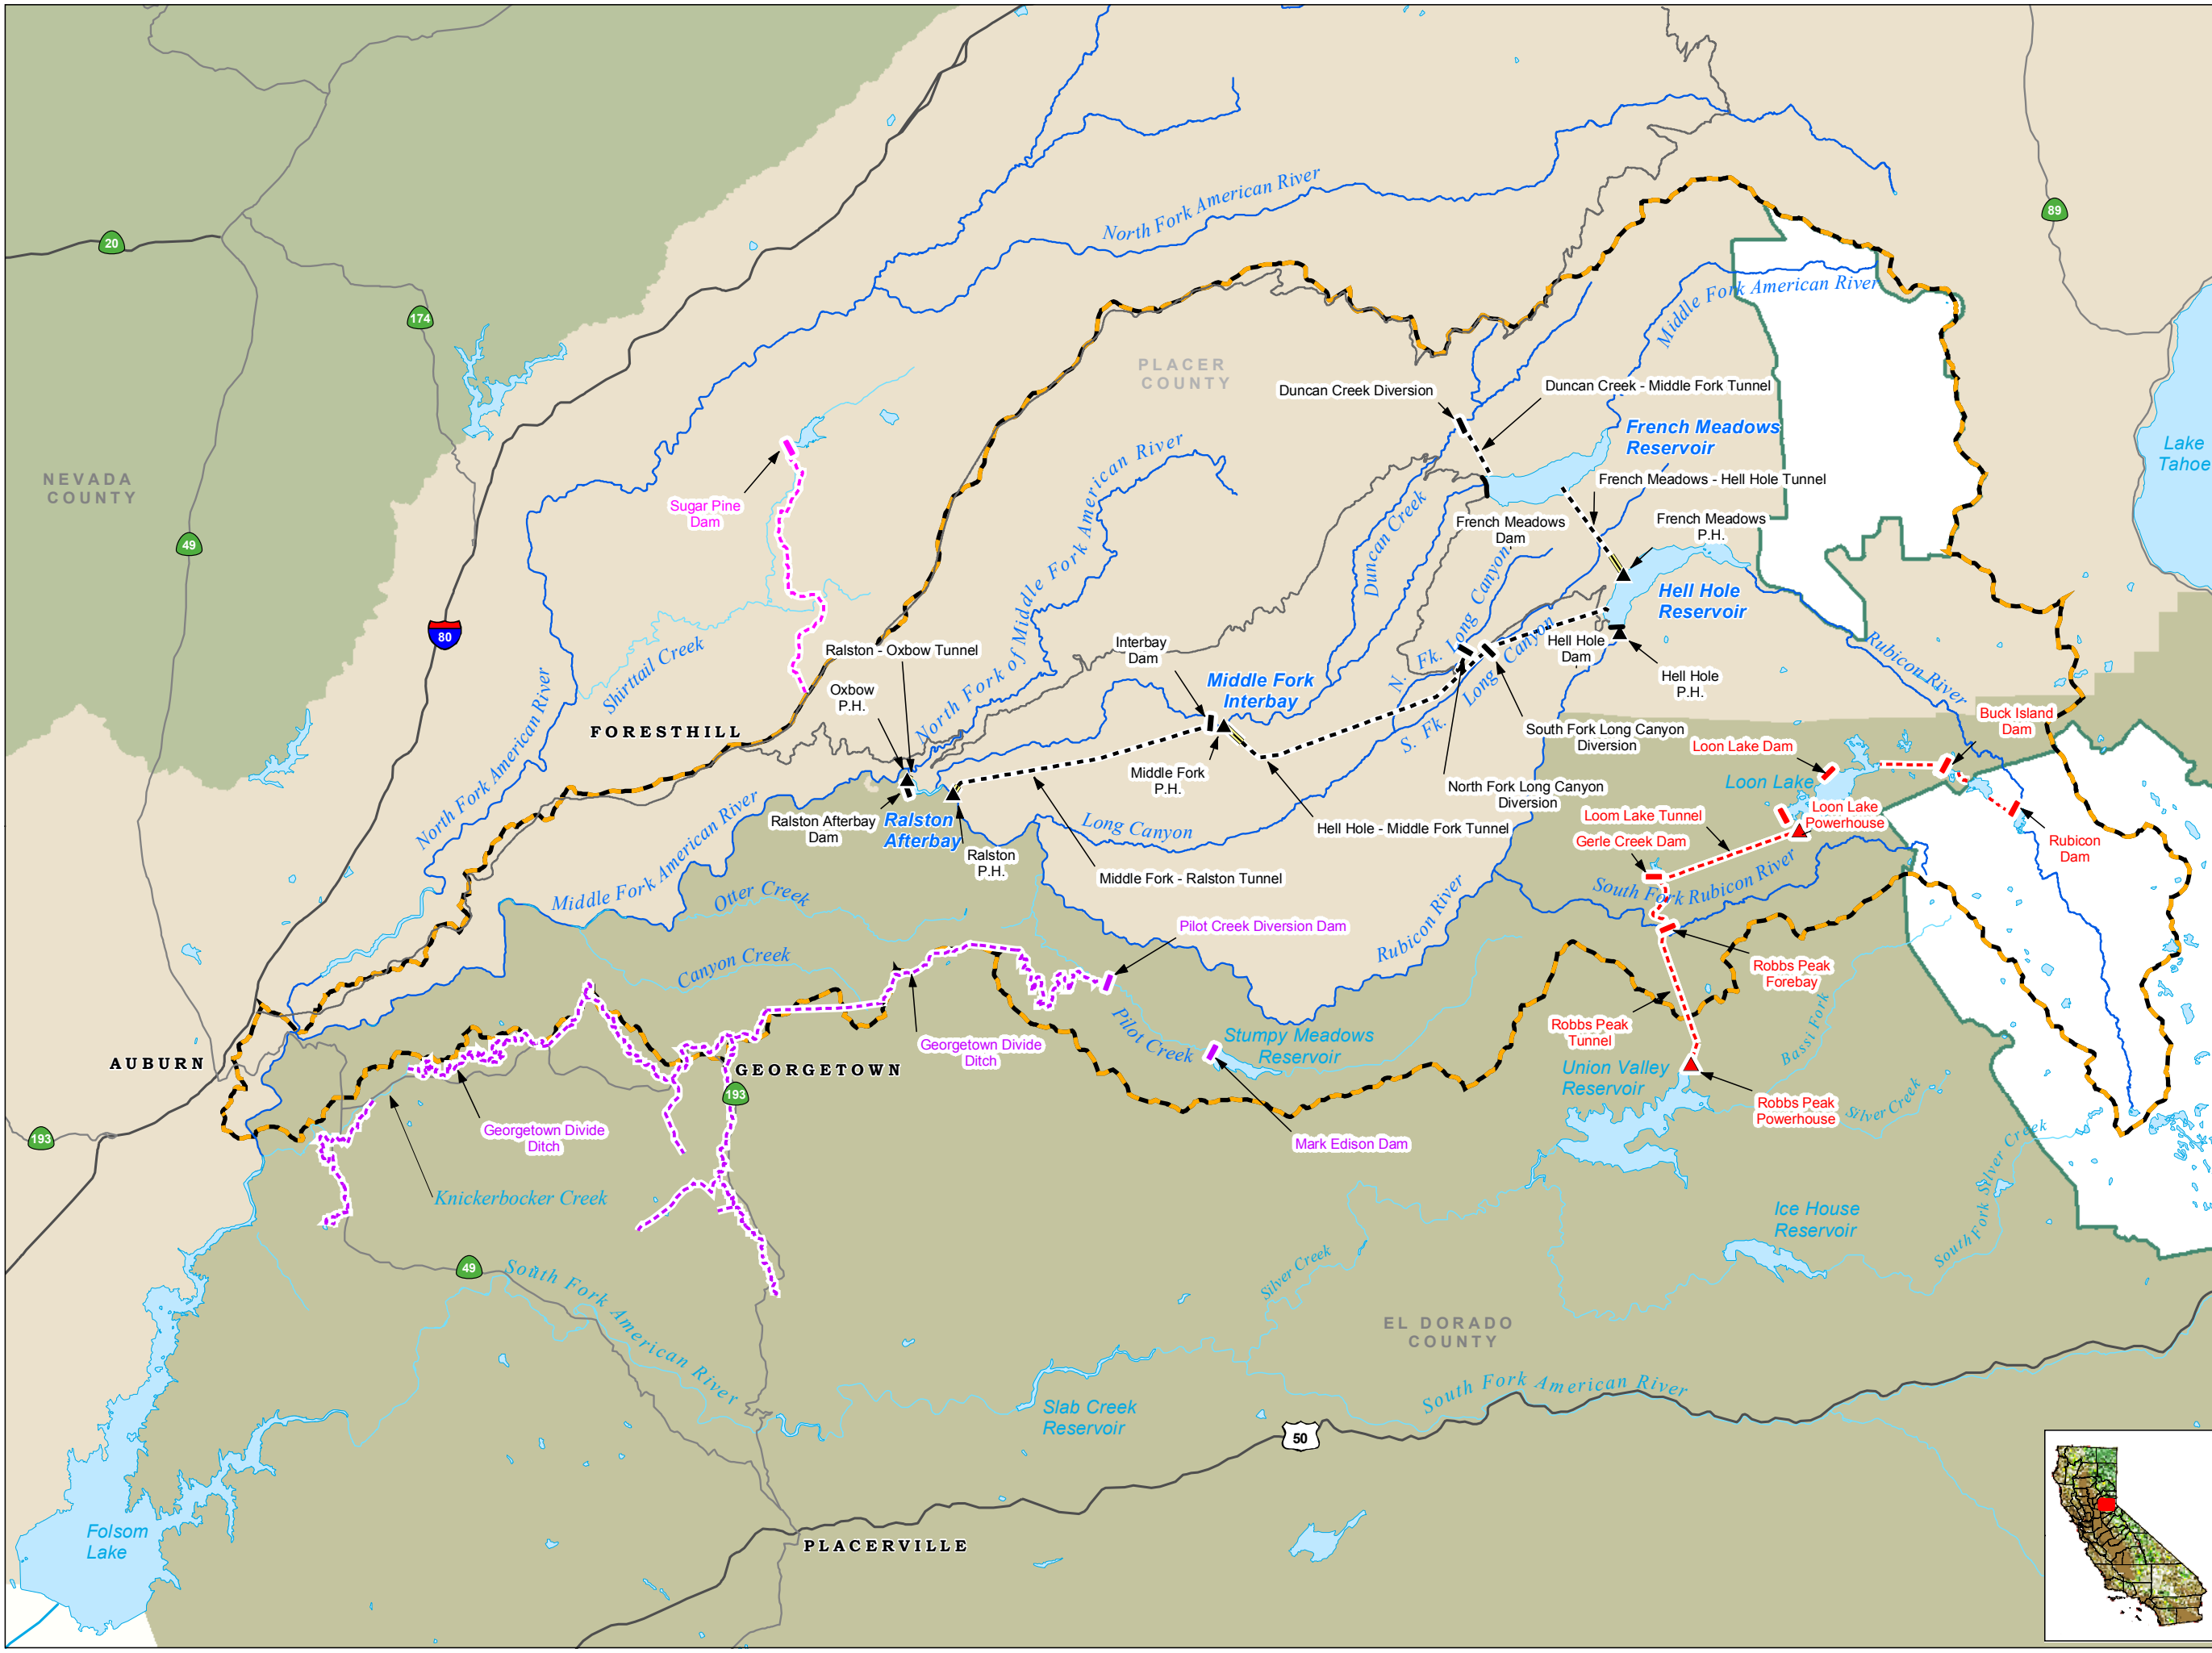 20
174
49
80
89
193
49
193
50
NEVADA
COUNTY
PLACER
COUNTY
EL DORADO
COUNTY
North Fork American River
Middle Fork American River
Lake
Tahoe
Duncan Creek Diversion
Duncan Creek - Middle Fork Tunnel
French Meadows
Reservoir
French Meadows - Hell Hole Tunnel
French Meadows
Dam
French Meadows
P.H.
Hell Hole
Reservoir
Hell Hole
Dam
Hell Hole
P.H.
Duncan Creek
N. Fk. Long Canyon
S. Fk. Long Canyon
South Fork Long Canyon
Diversion
North Fork Long Canyon
Diversion
Sugar Pine
Dam
Shirttail Creek
North Fork of Middle Fork American River
Ralston - Oxbow Tunnel
Oxbow
P.H.
Interbay
Dam
Middle Fork
Interbay
Middle Fork
P.H.
Hell Hole - Middle Fork Tunnel
Middle Fork - Ralston Tunnel
Long Canyon
Ralston Afterbay
Dam
Ralston
Afterbay
Ralston
P.H.
FORESTHILL
North Fork American River
Middle Fork American River
Rubicon River
Rubicon River
Buck Island
Dam
Loon Lake Dam
Loon Lake
Loon Lake
Powerhouse
Loom Lake Tunnel
Gerle Creek Dam
South Fork Rubicon River
Rubicon
Dam
Robbs Peak
Forebay
Robbs Peak
Tunnel
Robbs Peak
Powerhouse
Union Valley
Reservoir
Bassi Fork
Silver Creek
South Fork Silver Creek
Ice House
Reservoir
Otter Creek
Canyon Creek
Pilot Creek Diversion Dam
Pilot Creek
Stumpy Meadows
Reservoir
Mark Edison Dam
Georgetown Divide
Ditch
GEORGETOWN
Georgetown Divide
Ditch
Knickerbocker Creek
AUBURN
South Fork American River
Silver Creek
South Fork American River
Slab Creek
Reservoir
PLACERVILLE
Folsom
Lake